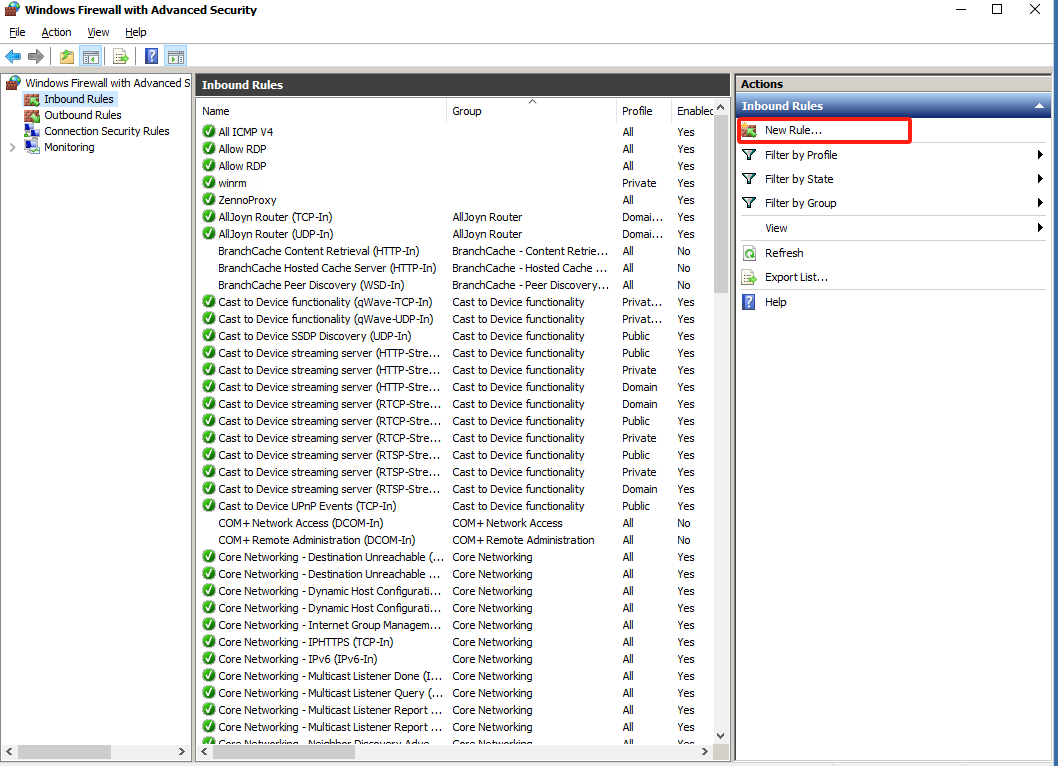 Windows Firewall with Advanced Security
File Action View Help
Windows Firewall with Advanced S
Inbound Rules
Outbound Rules
Connection Security Rules
Monitoring
Inbound Rules
Name Group Profile Enabled
All ICMP V4 All Yes
Allow RDP All Yes
Allow RDP All Yes
winrm Private Yes
ZennoProxy All Yes
AllJoyn Router (TCP-In) AllJoyn Router Domai... Yes
AllJoyn Router (UDP-In) AllJoyn Router Domai... Yes
BranchCache Content Retrieval (HTTP-In) BranchCache - Content Retrie... All No
BranchCache Hosted Cache Server (HTTP-In) BranchCache - Hosted Cache ... All No
BranchCache Peer Discovery (WSD-In) BranchCache - Peer Discovery... All No
Cast to Device functionality (qWave-TCP-In) Cast to Device functionality Privat... Yes
Cast to Device functionality (qWave-UDP-In) Cast to Device functionality Privat... Yes
Cast to Device SSDP Discovery (UDP-In) Cast to Device functionality Public Yes
Cast to Device streaming server (HTTP-Stre... Cast to Device functionality Public Yes
Cast to Device streaming server (HTTP-Stre... Cast to Device functionality Private Yes
Cast to Device streaming server (HTTP-Stre... Cast to Device functionality Domain Yes
Cast to Device streaming server (RTCP-Stre... Cast to Device functionality Domain Yes
Cast to Device streaming server (RTCP-Stre... Cast to Device functionality Public Yes
Cast to Device streaming server (RTCP-Stre... Cast to Device functionality Private Yes
Cast to Device streaming server (RTSP-Stre... Cast to Device functionality Public Yes
Cast to Device streaming server (RTSP-Stre... Cast to Device functionality Private Yes
Cast to Device streaming server (RTSP-Stre... Cast to Device functionality Domain Yes
Cast to Device UPnP Events (TCP-In) Cast to Device functionality Public Yes
COM+ Network Access (DCOM-In) COM+ Network Access All No
COM+ Remote Administration (DCOM-In) COM+ Remote Administration All No
Core Networking - Destination Unreachable (... Core Networking All Yes
Core Networking - Destination Unreachable ... Core Networking All Yes
Core Networking - Dynamic Host Configurati... Core Networking All Yes
Core Networking - Dynamic Host Configurati... Core Networking All Yes
Core Networking - Internet Group Managem... Core Networking All Yes
Core Networking - IPHTTPS (TCP-In) Core Networking All Yes
Core Networking - IPv6 (IPv6-In) Core Networking All Yes
Core Networking - Multicast Listener Done (I... Core Networking All Yes
Core Networking - Multicast Listener Query (... Core Networking All Yes
Core Networking - Multicast Listener Report ... Core Networking All Yes
Core Networking - Multicast Listener Report ... Core Networking All Yes
Core Networking - Neighbor Discovery Adve... Core Networking All Yes
Actions
Inbound Rules
New Rule...
Filter by Profile
Filter by State
Filter by Group
View
Refresh
Export List...
Help